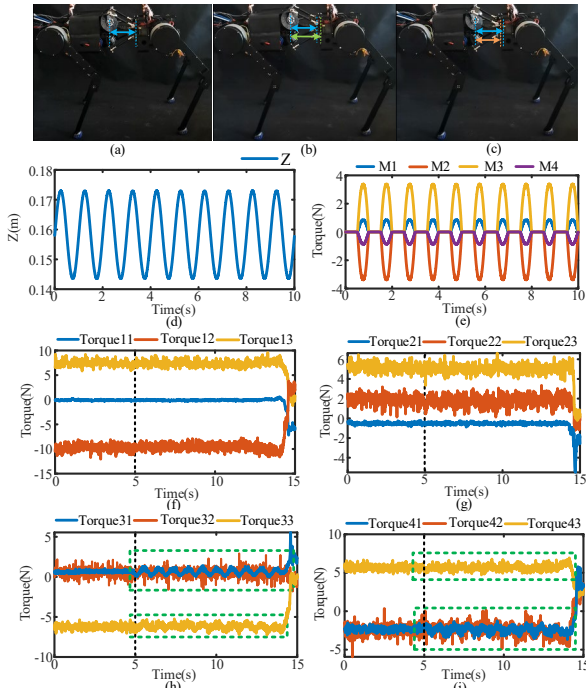 (a) (b) (c)
Z
0.18
0.17
0.16
0.15
0.14
Z(m)
0 2 4 6 8 10
Time(s)
(d)
M1 M2 M3 M4
4
2
0
-2
-4
Torque(N)
0 2 4 6 8 10
Time(s)
(e)
Torque11 Torque12 Torque13
10
5
0
-5
-10
-15
Torque(N)
0 5 10 15
Time(s)
(f)
Torque21 Torque22 Torque23
6
4
2
0
-2
-4
Torque(N)
0 5 10 15
Time(s)
(g)
Torque31 Torque32 Torque33
5
0
-5
-10
Torque(N)
0 5 10 15
Time(s)
(h)
Torque41 Torque42 Torque43
10
5
0
-5
Torque(N)
0 5 10 15
Time(s)
(i)